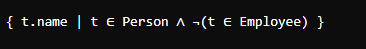 { t.name | t ∈ Person ∧ ¬(t ∈ Employee) }